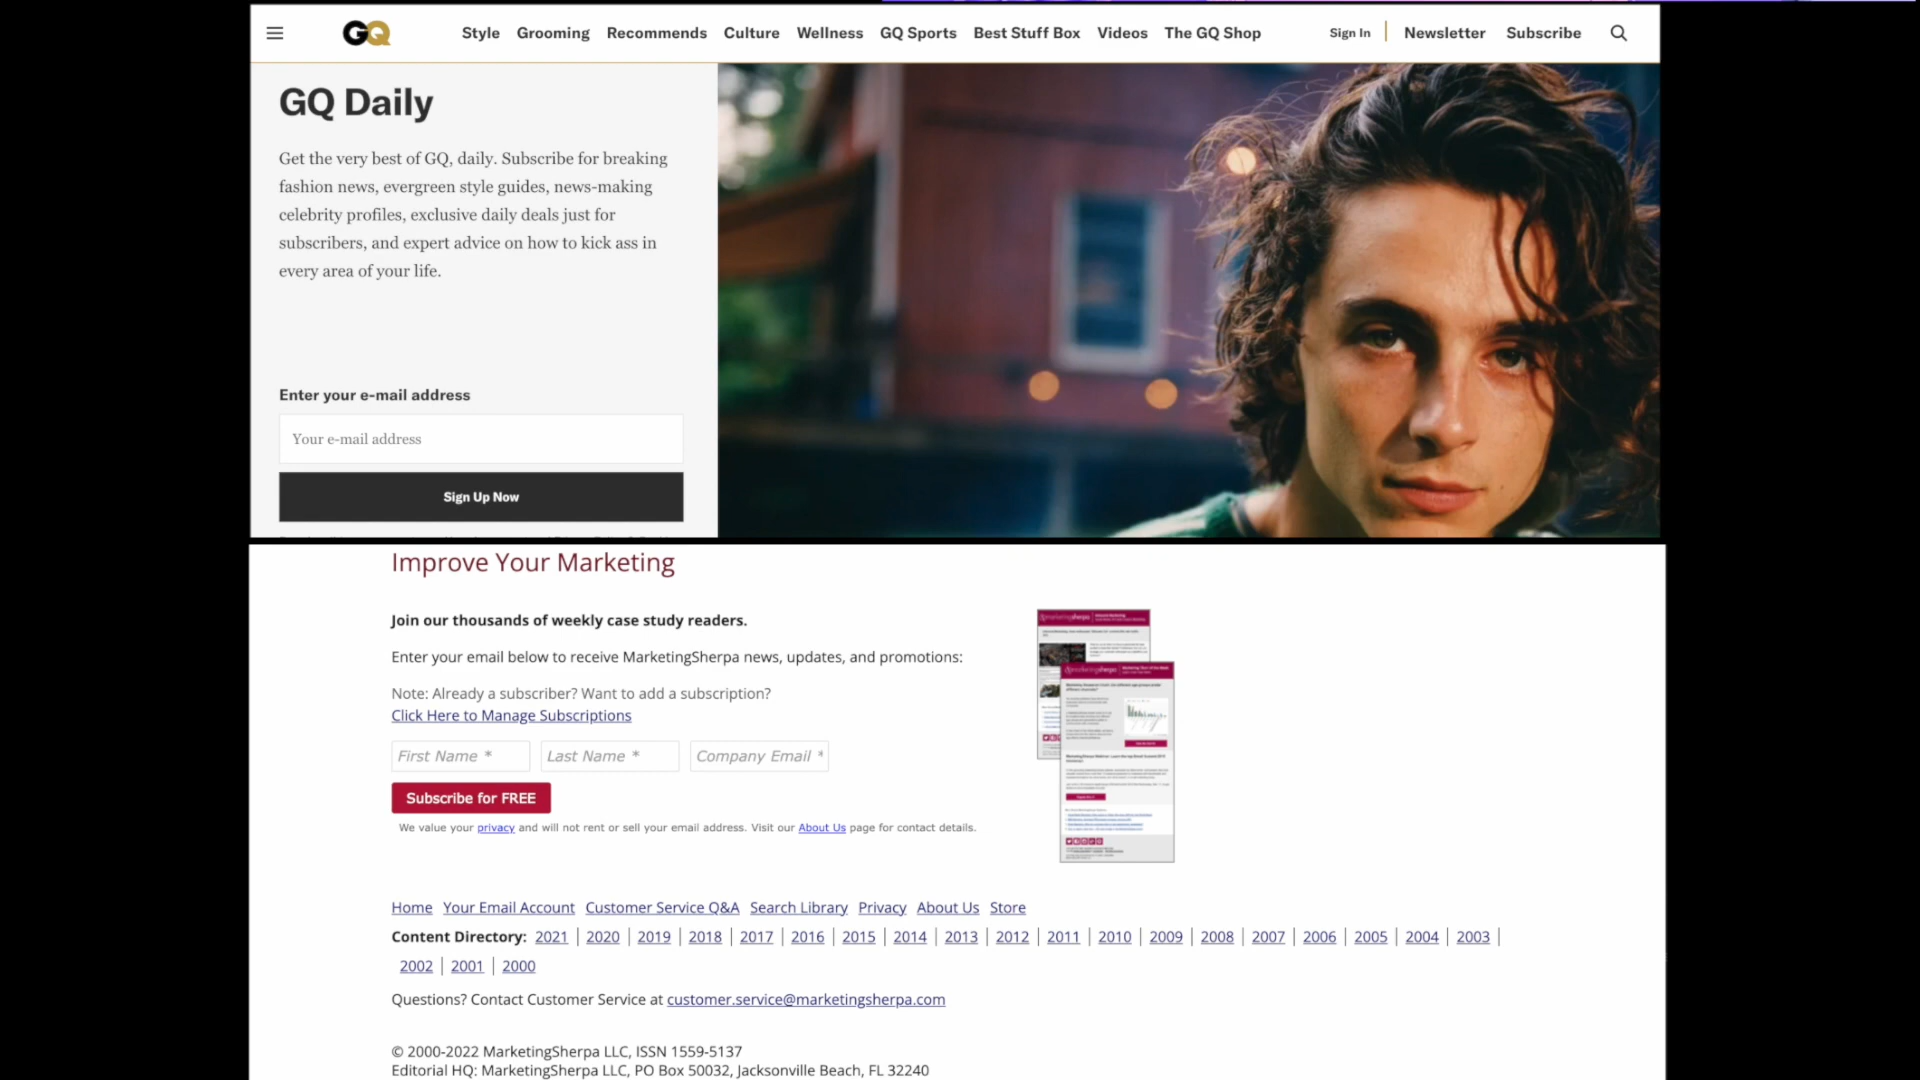 GQ Style Grooming Recommends Culture Wellness GQ Sports Best Stuff Box Videos The GQ Shop Sign In Newsletter Subscribe
GQ Daily
Get the very best of GQ, daily. Subscribe for breaking
fashion news, evergreen style guides, news-making
celebrity profiles, exclusive daily deals just for
subscribers, and expert advice on how to kick ass in
every area of your life.
Enter your e-mail address
Your e-mail address
Sign Up Now
Improve Your Marketing
Join our thousands of weekly case study readers.
Enter your email below to receive MarketingSherpa news, updates, and promotions:
Note: Already a subscriber? Want to add a subscription?
Click Here to Manage Subscriptions
First Name * Last Name * Company Email *
Subscribe for FREE
We value your privacy and will not rent or sell your email address. Visit our About Us page for contact details.
Home Your Email Account Customer Service Q&A Search Library Privacy About Us Store
Content Directory: 2021 | 2020 | 2019 | 2018 | 2017 | 2016 | 2015 | 2014 | 2013 | 2012 | 2011 | 2010 | 2009 | 2008 | 2007 | 2006 | 2005 | 2004 | 2003 |
2002 | 2001 | 2000
Questions? Contact Customer Service at customer.service@marketingsherpa.com
© 2000-2022 MarketingSherpa LLC, ISSN 1559-5137
Editorial HQ: MarketingSherpa LLC, PO Box 50032, Jacksonville Beach, FL 32240